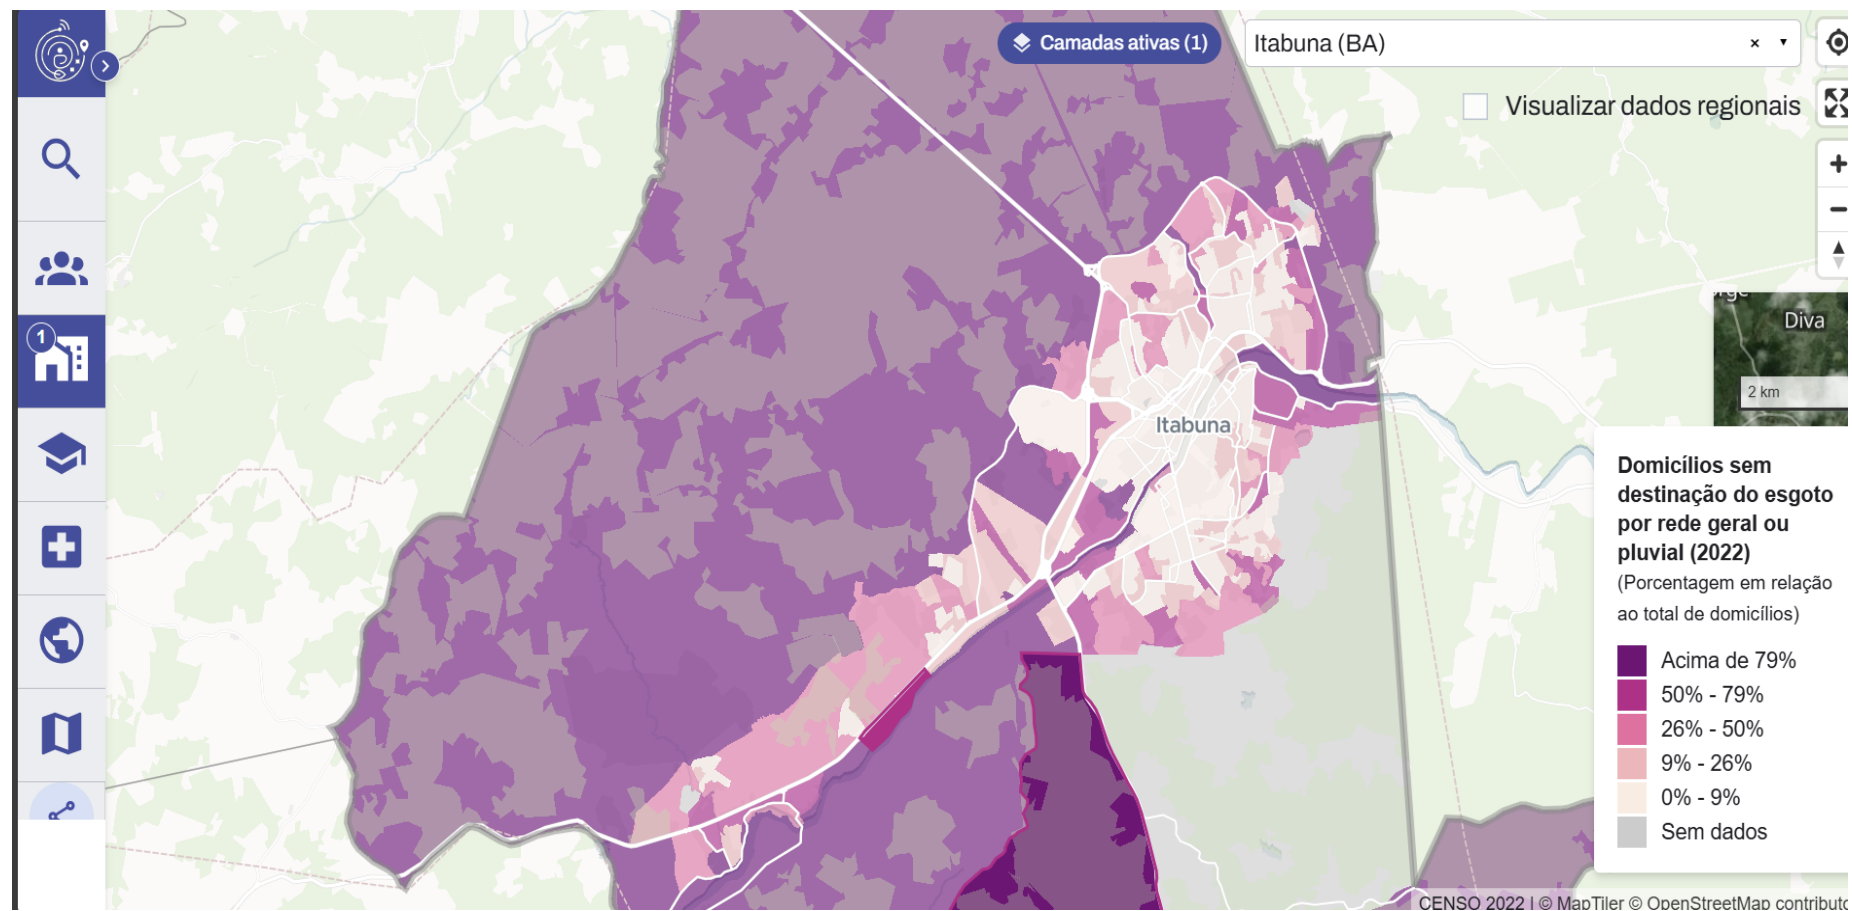 Camadas ativas (1)
Itabuna (BA)
Visualizar dados regionais
1
Diva
2 km
Itabuna
Domicílios sem
destinação do esgoto
por rede geral ou
pluvial (2022)
(Porcentagem em relação
ao total de domicílios)
Acima de 79%
50% - 79%
26% - 50%
9% - 26%
0% - 9%
Sem dados
CENSO 2022 | © MapTiler © OpenStreetMap contributo